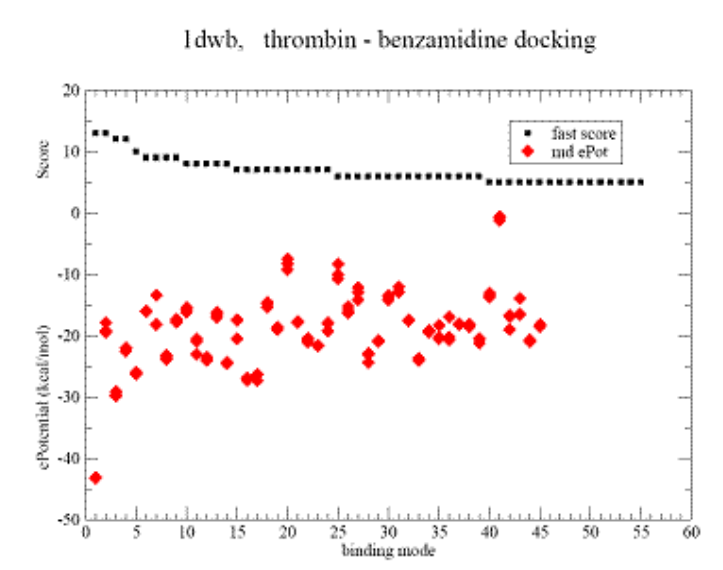 1dwb, thrombin - benzamidine docking
20
10
0
-10
-20
-30
-40
-50
Score
ePotential (kcal/mol)
fast score
md ePot
0 5 10 15 20 25 30 35 40 45 50 55 60
binding mode